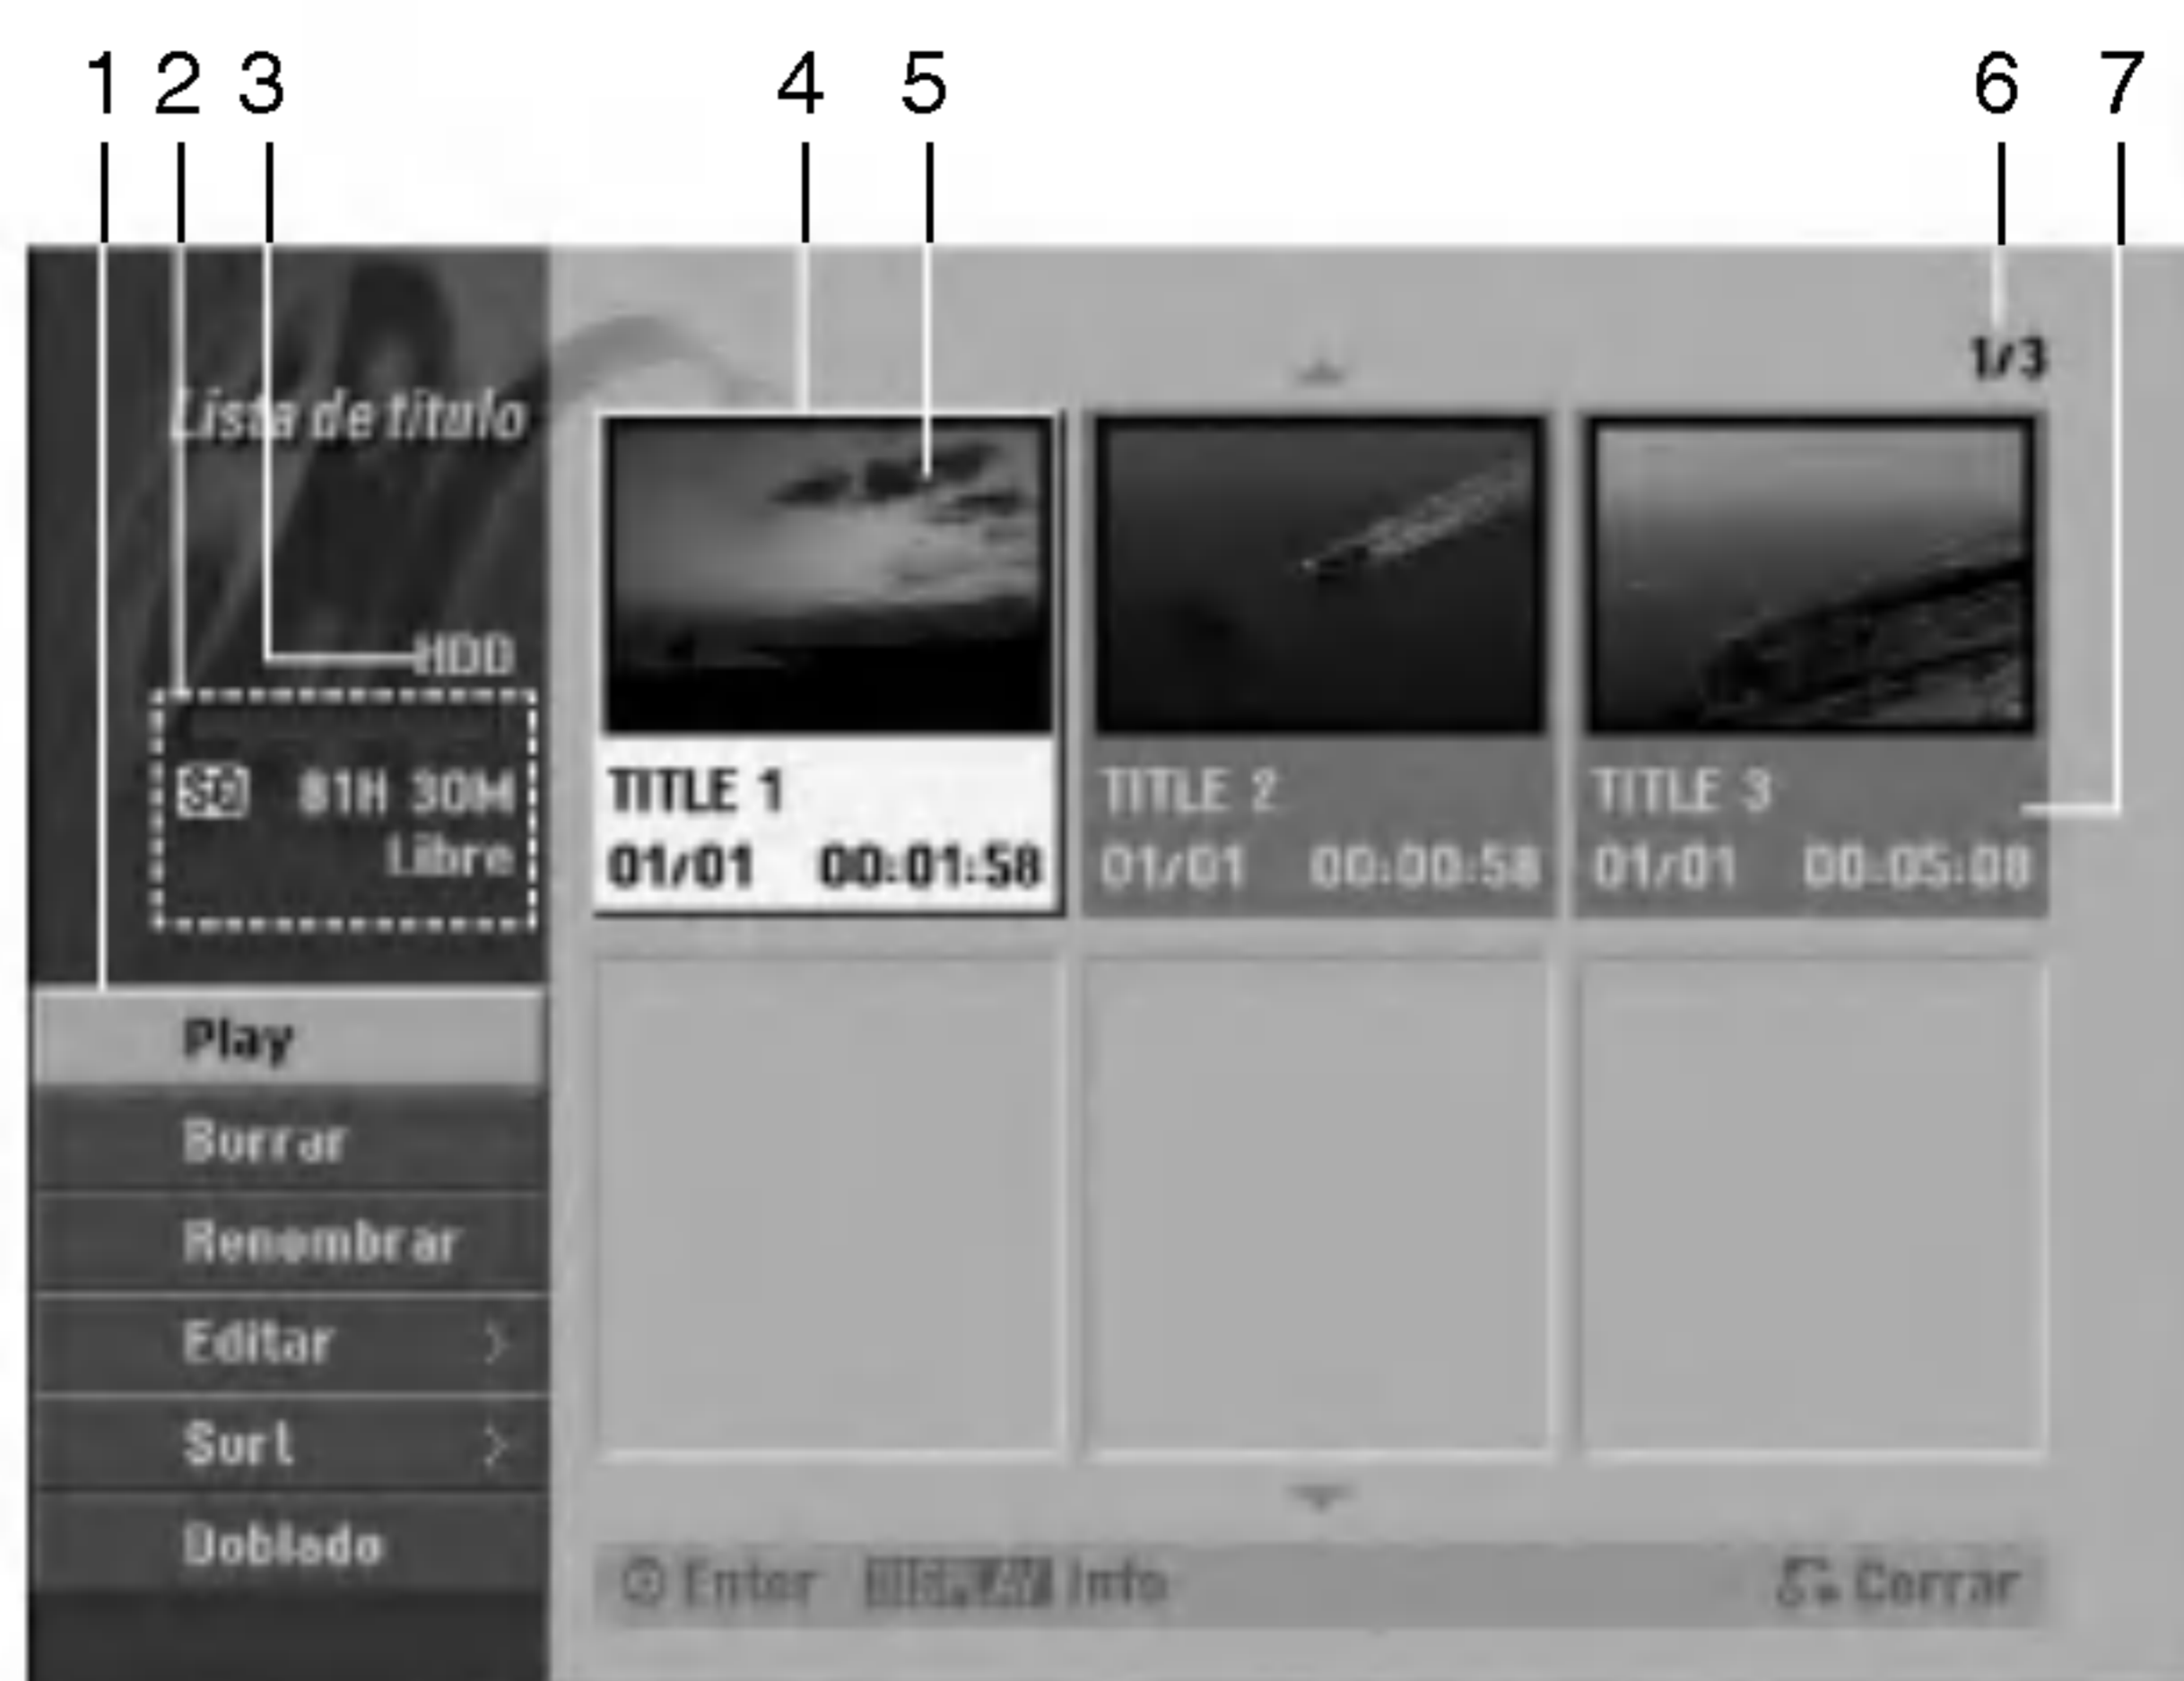 1 2 3 4 5 6 7
Lista de título
HDD
SQ 81H 30M
Libre
Play
Borrar
Renombrar
Editar >
Sort >
Doblado
1/3
TITLE 1
01/01 00:01:58
TITLE 2
01/01 00:00:58
TITLE 3
01/01 00:05:08
Enter Info Cerrar